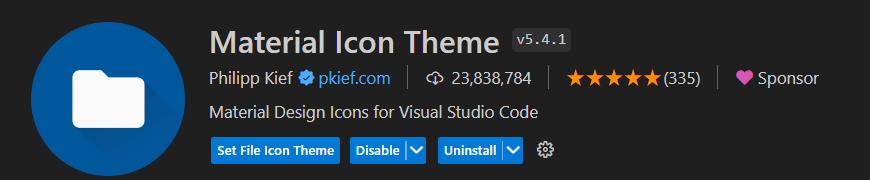 Material Icon Theme v5.4.1
Philipp Kief pkief.com 23,838,784 (335) Sponsor
Material Design Icons for Visual Studio Code
Set File Icon Theme Disable Uninstall